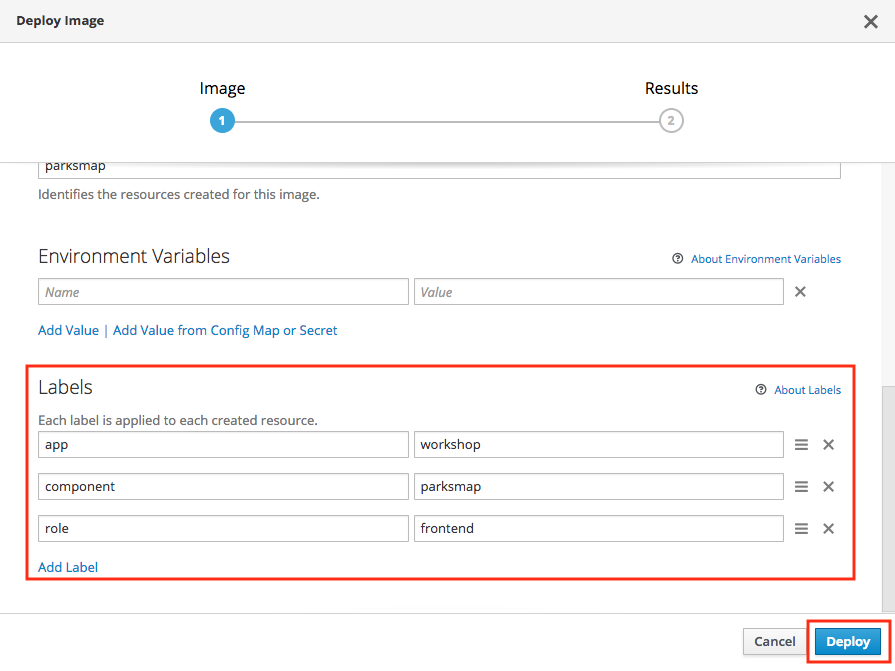 Deploy Image
Image Results
1 2
parksmap
Identifies the resources created for this image.
Environment Variables About Environment Variables
Name Value
Add Value | Add Value from Config Map or Secret
Labels About Labels
Each label is applied to each created resource.
app workshop
component parksmap
role frontend
Add Label
Cancel Deploy